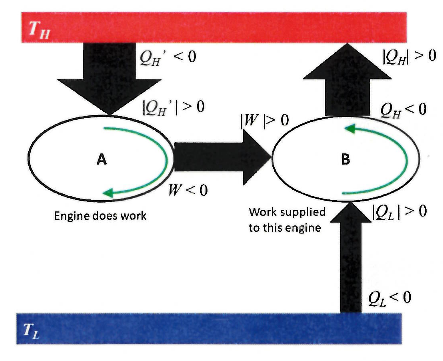 T_H
Q_H' < 0
|Q_H| > 0
|Q_H'| > 0
Q_H < 0
|W| > 0
A
B
W < 0
Engine does work
Work supplied
to this engine
|Q_L| > 0
Q_L < 0
T_L